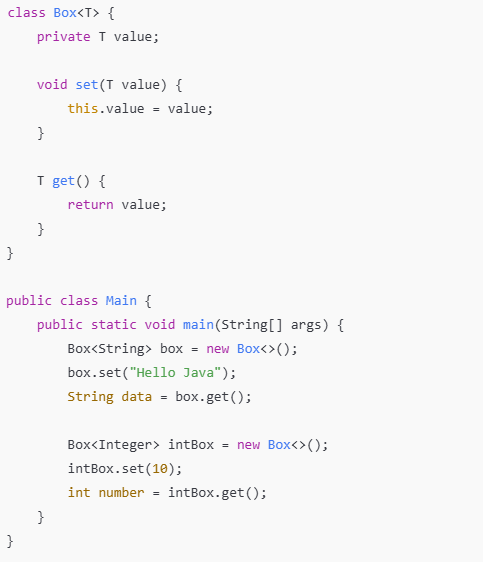 class Box<T> {
    private T value;

    void set(T value) {
        this.value = value;
    }

    T get() {
        return value;
    }
}

public class Main {
    public static void main(String[] args) {
        Box<String> box = new Box<>();
        box.set("Hello Java");
        String data = box.get();

        Box<Integer> intBox = new Box<>();
        intBox.set(10);
        int number = intBox.get();
    }
}